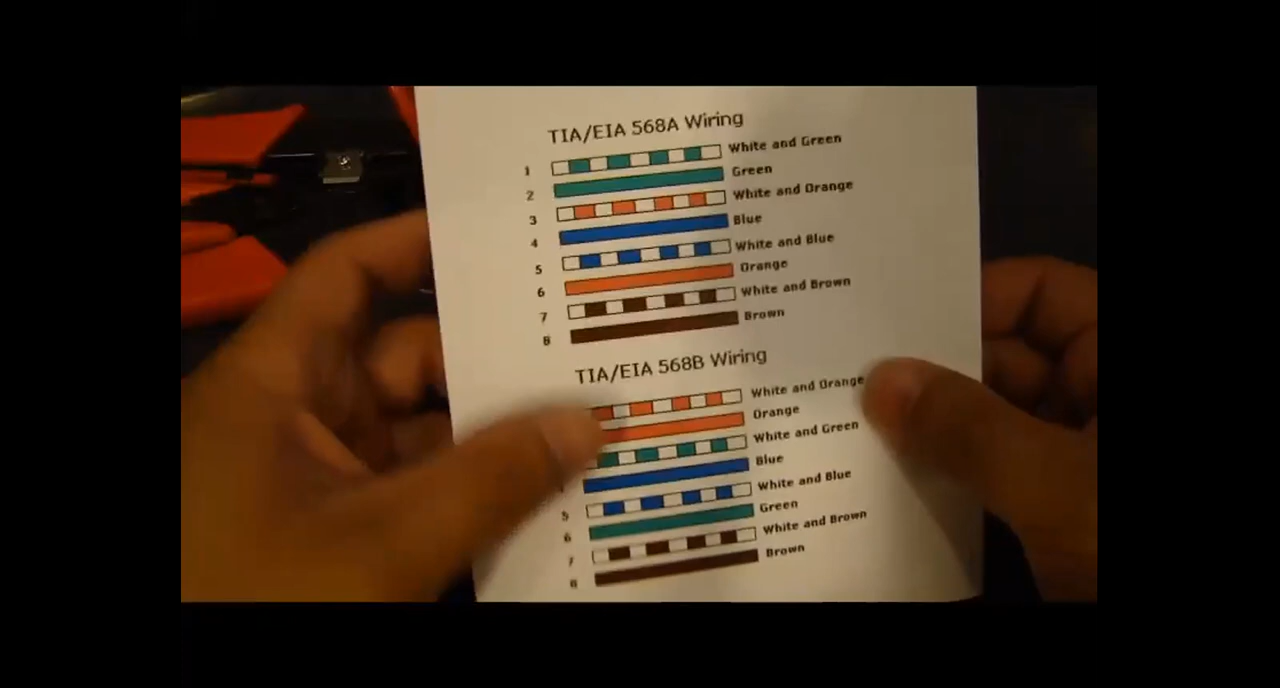 TIA/EIA 568A Wiring
1 White and Green
2 Green
3 White and Orange
4 Blue
5 White and Blue
6 Orange
7 White and Brown
8 Brown
TIA/EIA 568B Wiring
White and Orange
Orange
White and Green
Blue
5 White and Blue
6 Green
7 White and Brown
8 Brown